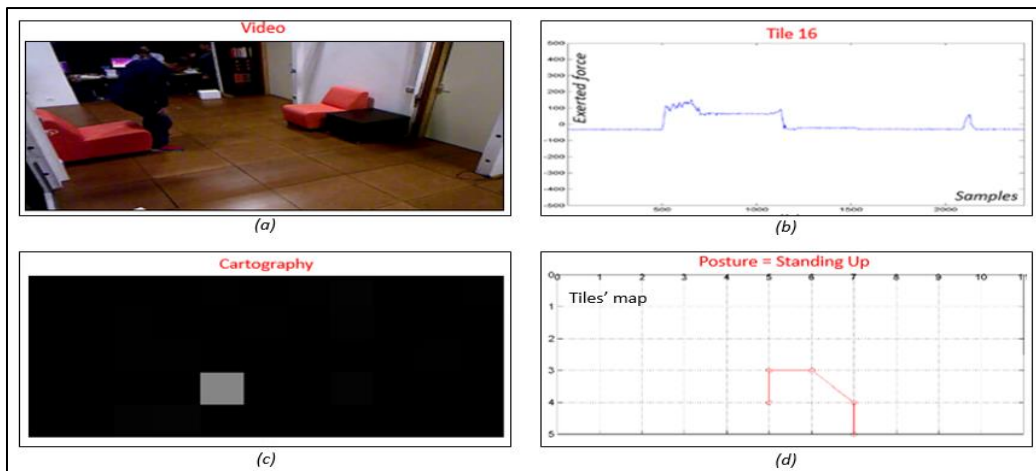 Video
(a)
Tile 16
500
400
300
200
100
0
-100
-200
-300
-400
-500
Exerted force
500
1000
1500
2000
Samples
(b)
Cartography
(c)
Posture = Standing Up
0 0 1 2 3 4 5 6 7 8 9 10
Tiles' map
1
2
3
4
5
(d)